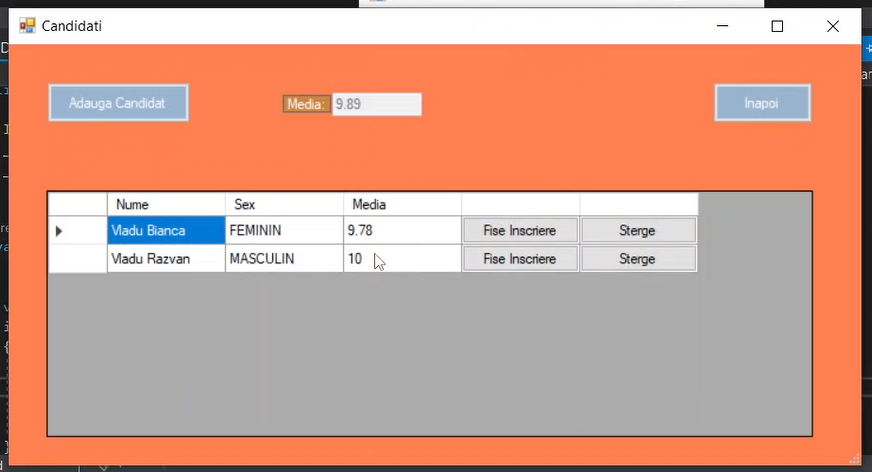 Candidati
Adauga Candidat
Media: 9.89
Inapoi
Nume Sex Media
Vladu Bianca FEMININ 9.78 Fise Inscriere Sterge
Vladu Razvan MASCULIN 10 Fise Inscriere Sterge